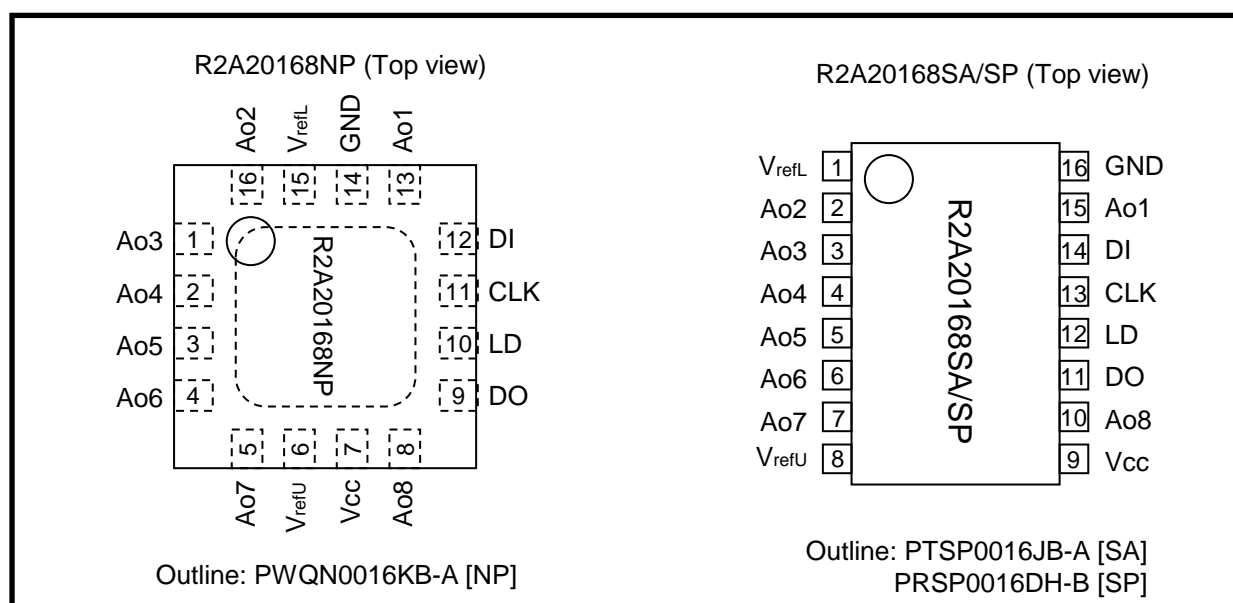 R2A20168NP (Top view)
Ao2 VrefL GND Ao1
16 15 14 13
Ao3 1
Ao4 2
Ao5 3
Ao6 4
R2A20168NP
12 DI
11 CLK
10 LD
9 DO
5 6 7 8
Ao7 VrefU Vcc Ao8
Outline: PWQN0016KB-A [NP]
R2A20168SA/SP (Top view)
VrefL 1
Ao2 2
Ao3 3
Ao4 4
Ao5 5
Ao6 6
Ao7 7
VrefU 8
R2A20168SA/SP
16 GND
15 Ao1
14 DI
13 CLK
12 LD
11 DO
10 Ao8
9 Vcc
Outline: PTSP0016JB-A [SA]
PRSP0016DH-B [SP]